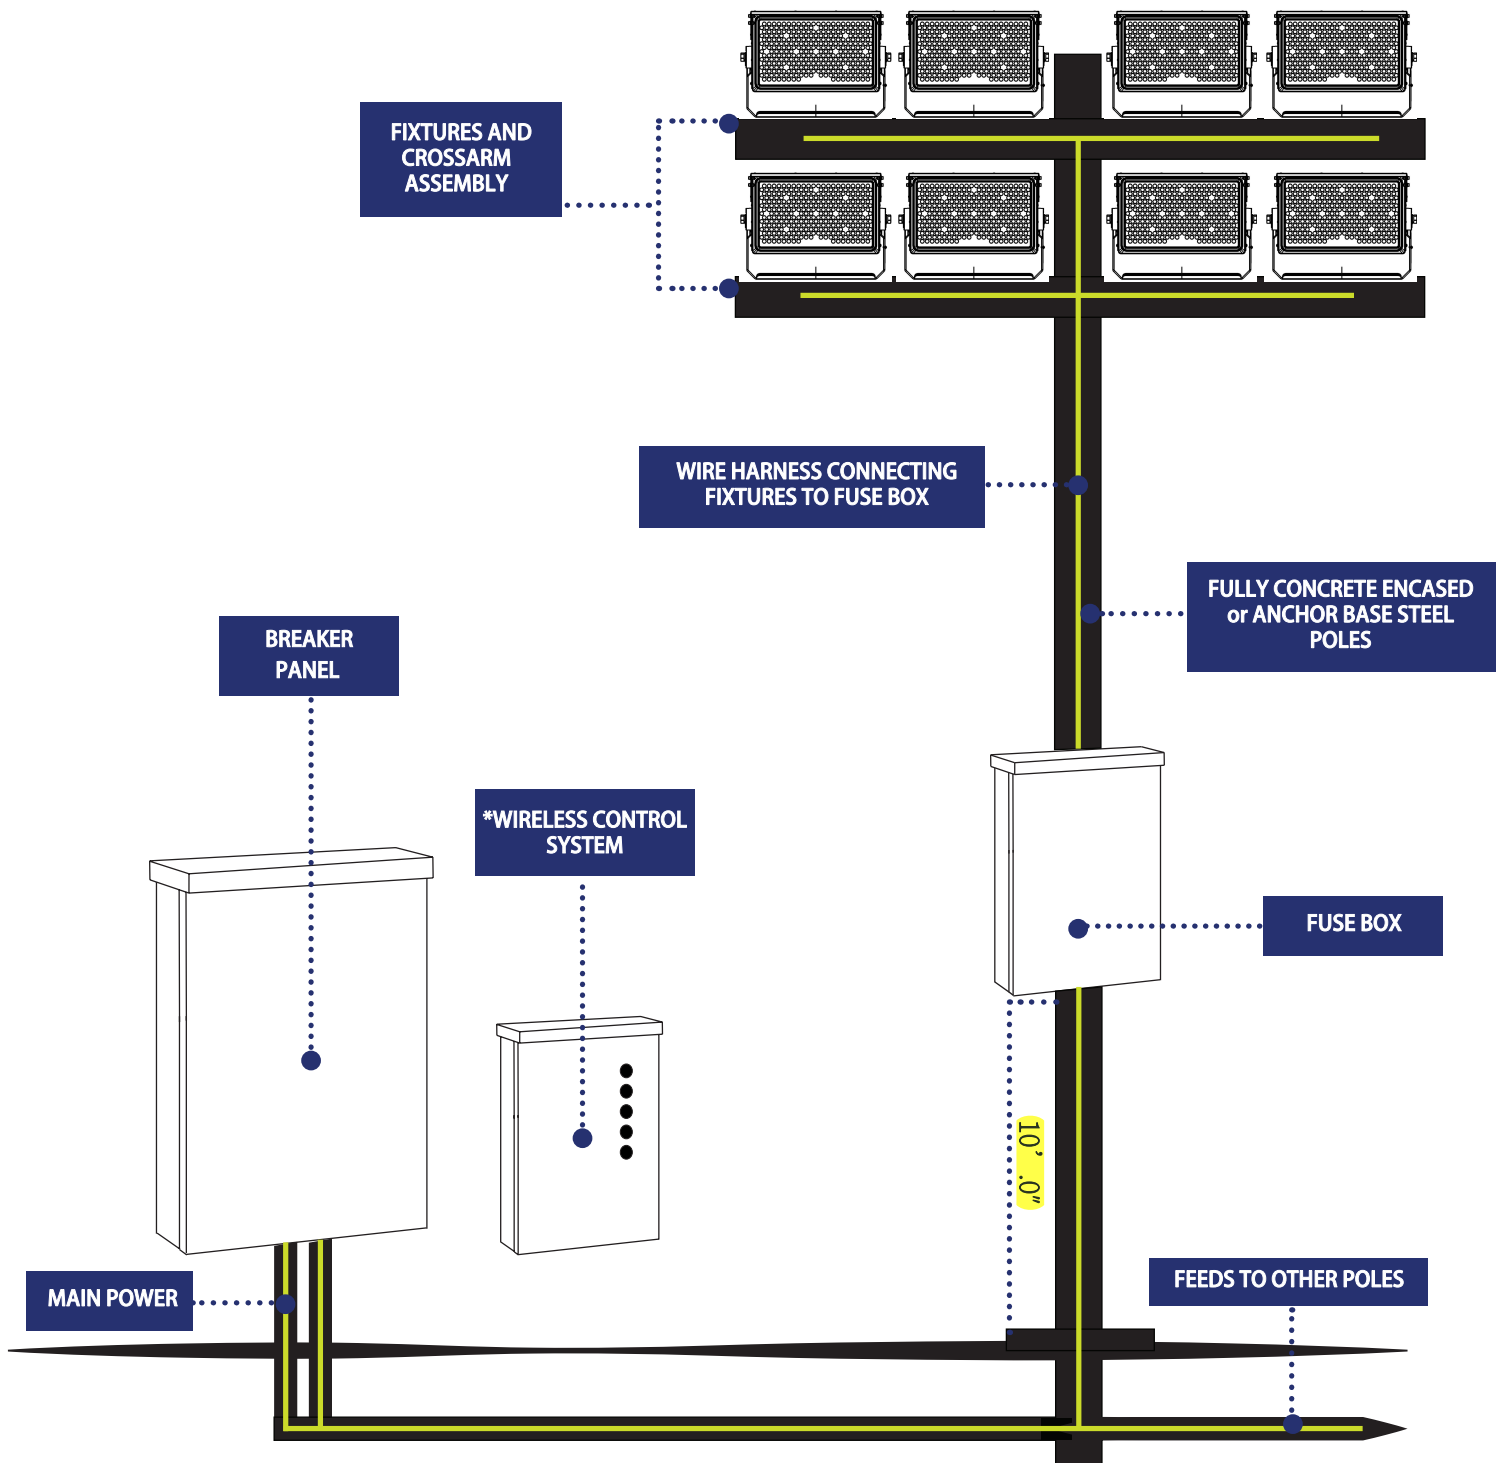 FIXTURES AND
CROSSARM
ASSEMBLY
WIRE HARNESS CONNECTING
FIXTURES TO FUSE BOX
FULLY CONCRETE ENCASED
or ANCHOR BASE STEEL
POLES
BREAKER
PANEL
*WIRELESS CONTROL
SYSTEM
FUSE BOX
10' .0"
MAIN POWER
FEEDS TO OTHER POLES